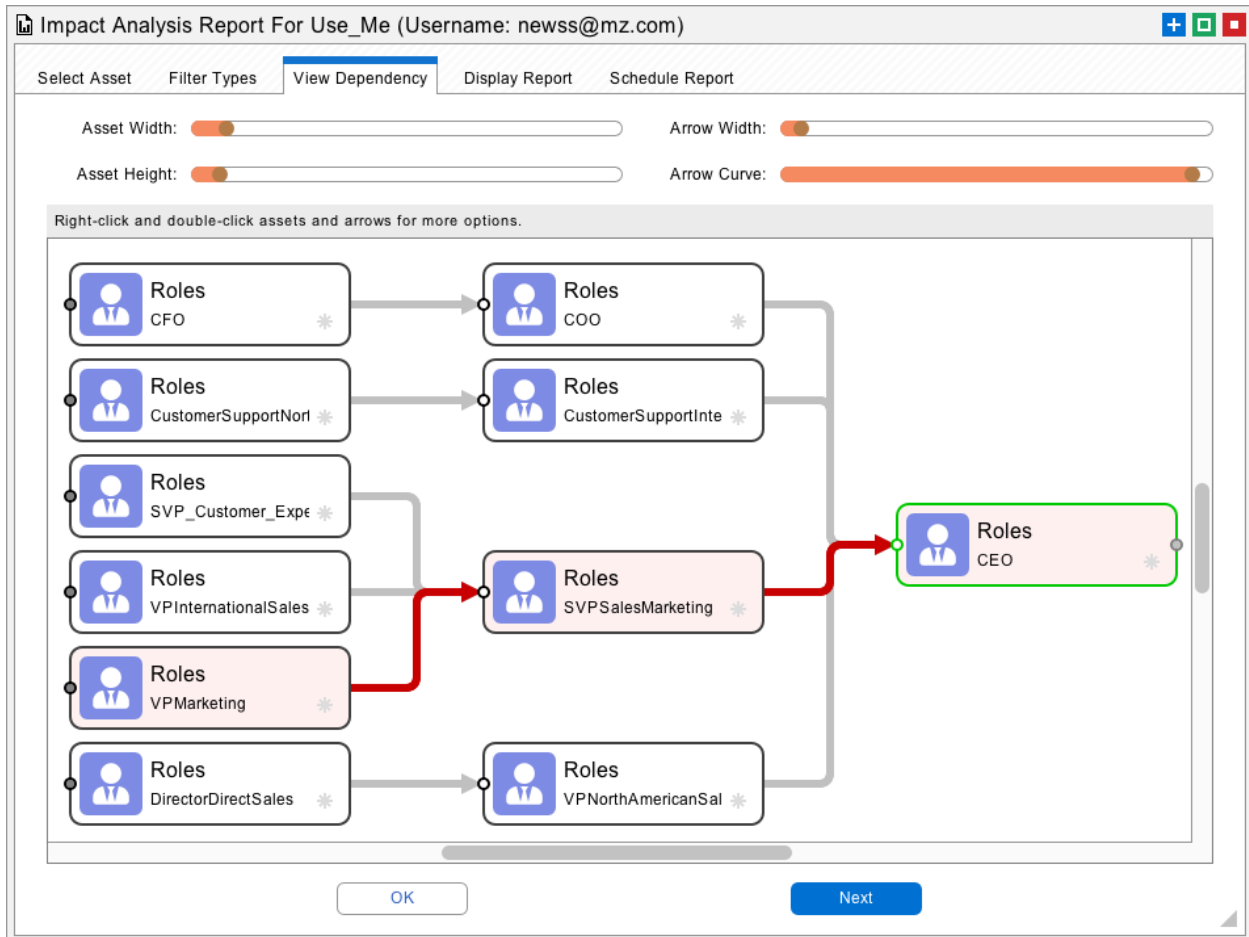 Impact Analysis Report For Use_Me (Username: newss@mz.com)
Select Asset Filter Types View Dependency Display Report Schedule Report
Asset Width: Arrow Width:
Asset Height: Arrow Curve:
Right-click and double-click assets and arrows for more options.
Roles
CFO
Roles
COO
Roles
CustomerSupportNort
Roles
CustomerSupportInte
Roles
SVP_Customer_Expe
Roles
CEO
Roles
VPInternationalSales
Roles
SVPSalesMarketing
Roles
VPMarketing
Roles
DirectorDirectSales
Roles
VPNorthAmericanSal
OK Next